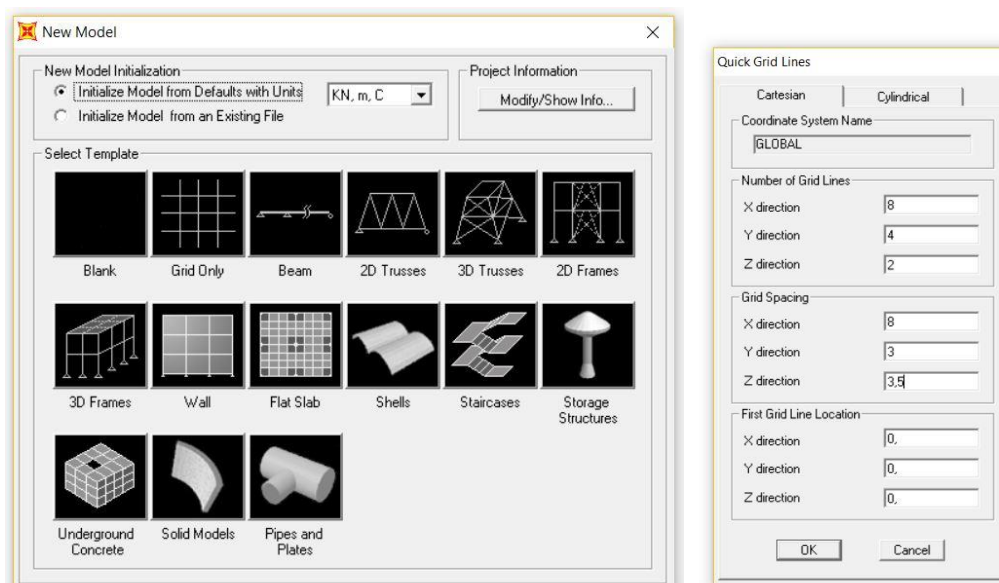 New Model
New Model Initialization
Initialize Model from Defaults with Units
KN, m, C
Initialize Model from an Existing File
Project Information
Modify/Show Info...
Select Template
Blank
Grid Only
Beam
2D Trusses
3D Trusses
2D Frames
3D Frames
Wall
Flat Slab
Shells
Staircases
Storage
Structures
Underground
Concrete
Solid Models
Pipes and
Plates
Quick Grid Lines
Cartesian
Cylindrical
Coordinate System Name
GLOBAL
Number of Grid Lines
X direction 8
Y direction 4
Z direction 2
Grid Spacing
X direction 8
Y direction 3
Z direction 3,5
First Grid Line Location
X direction 0,
Y direction 0,
Z direction 0,
OK
Cancel